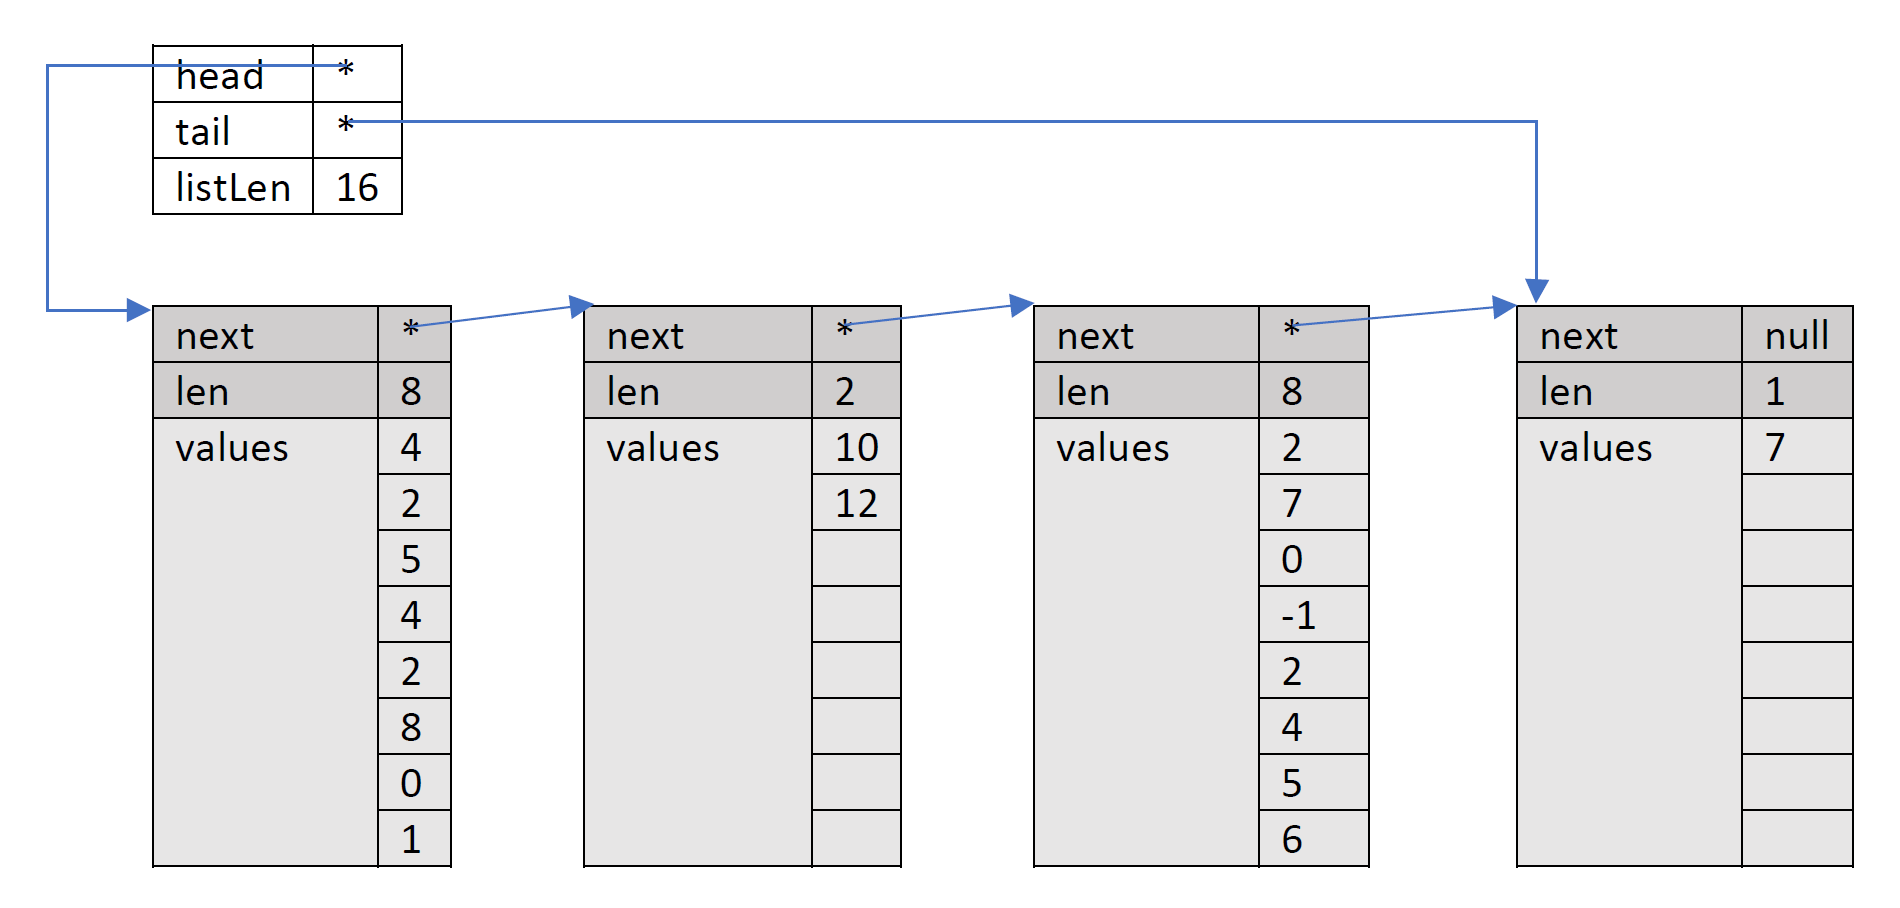 head *
tail *
listLen 16
next * next * next * next null
len 8 len 2 len 8 len 1
values 4 values 10 values 2 values 7
2 12 7
5 0
4 -1
2 2
8 4
0 5
1 6